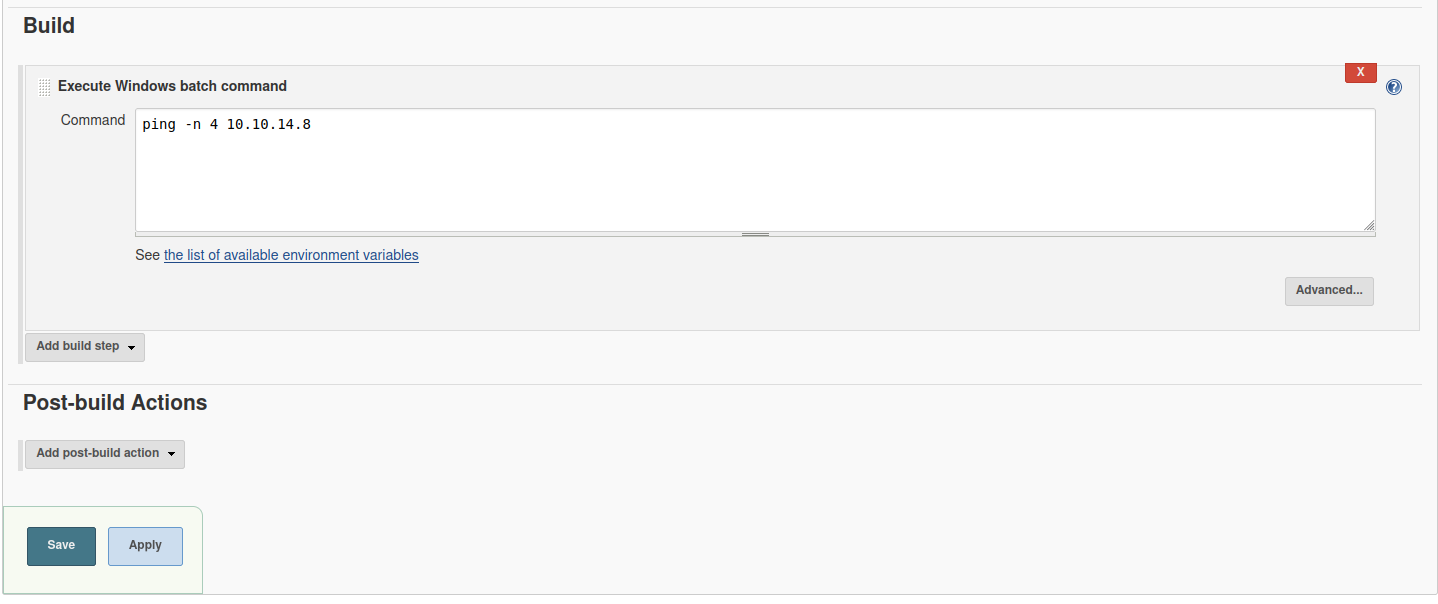 Build
X
Execute Windows batch command
?
Command
ping -n 4 10.10.14.8
See the list of available environment variables
Advanced...
Add build step
Post-build Actions
Add post-build action
Save Apply